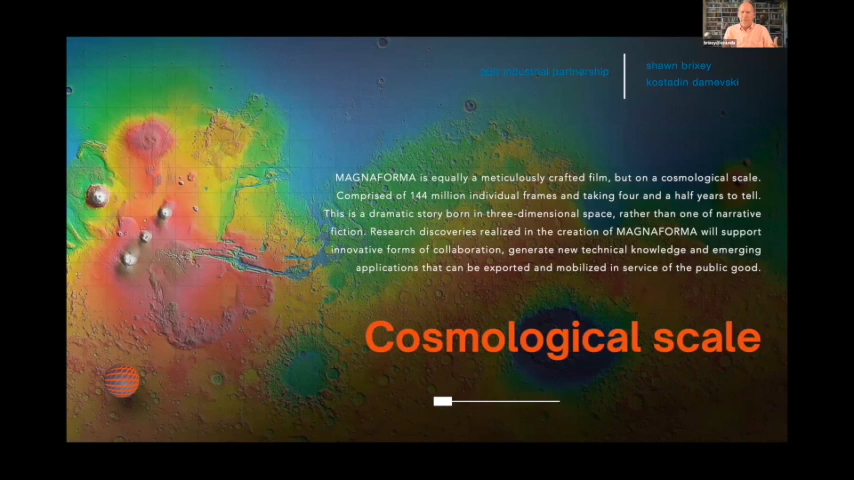 industrial partnership
shawn brixey
kostadin damevski
MAGNAFORMA is equally a meticulously crafted film, but on a cosmological scale.
Comprised of 144 million individual frames and taking four and a half years to tell.
This is a dramatic story born in three-dimensional space, rather than one of narrative
fiction. Research discoveries realized in the creation of MAGNAFORMA will support
innovative forms of collaboration, generate new technical knowledge and emerging
applications that can be exported and mobilized in service of the public good.
Cosmological scale